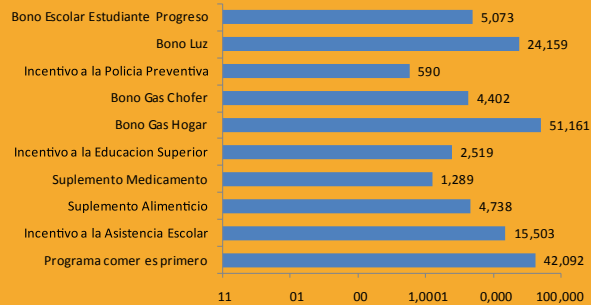 Bono Escolar Estudiante Progreso
5,073
Bono Luz
24,159
Incentivo a la Policia Preventiva
590
Bono Gas Chofer
4,402
Bono Gas Hogar
51,161
Incentivo a la Educacion Superior
2,519
Suplemento Medicamento
1,289
Suplemento Alimenticio
4,738
Incentivo a la Asistencia Escolar
15,503
Programa comer es primero
42,092
11 01 00 1,0001 0,000 100,000